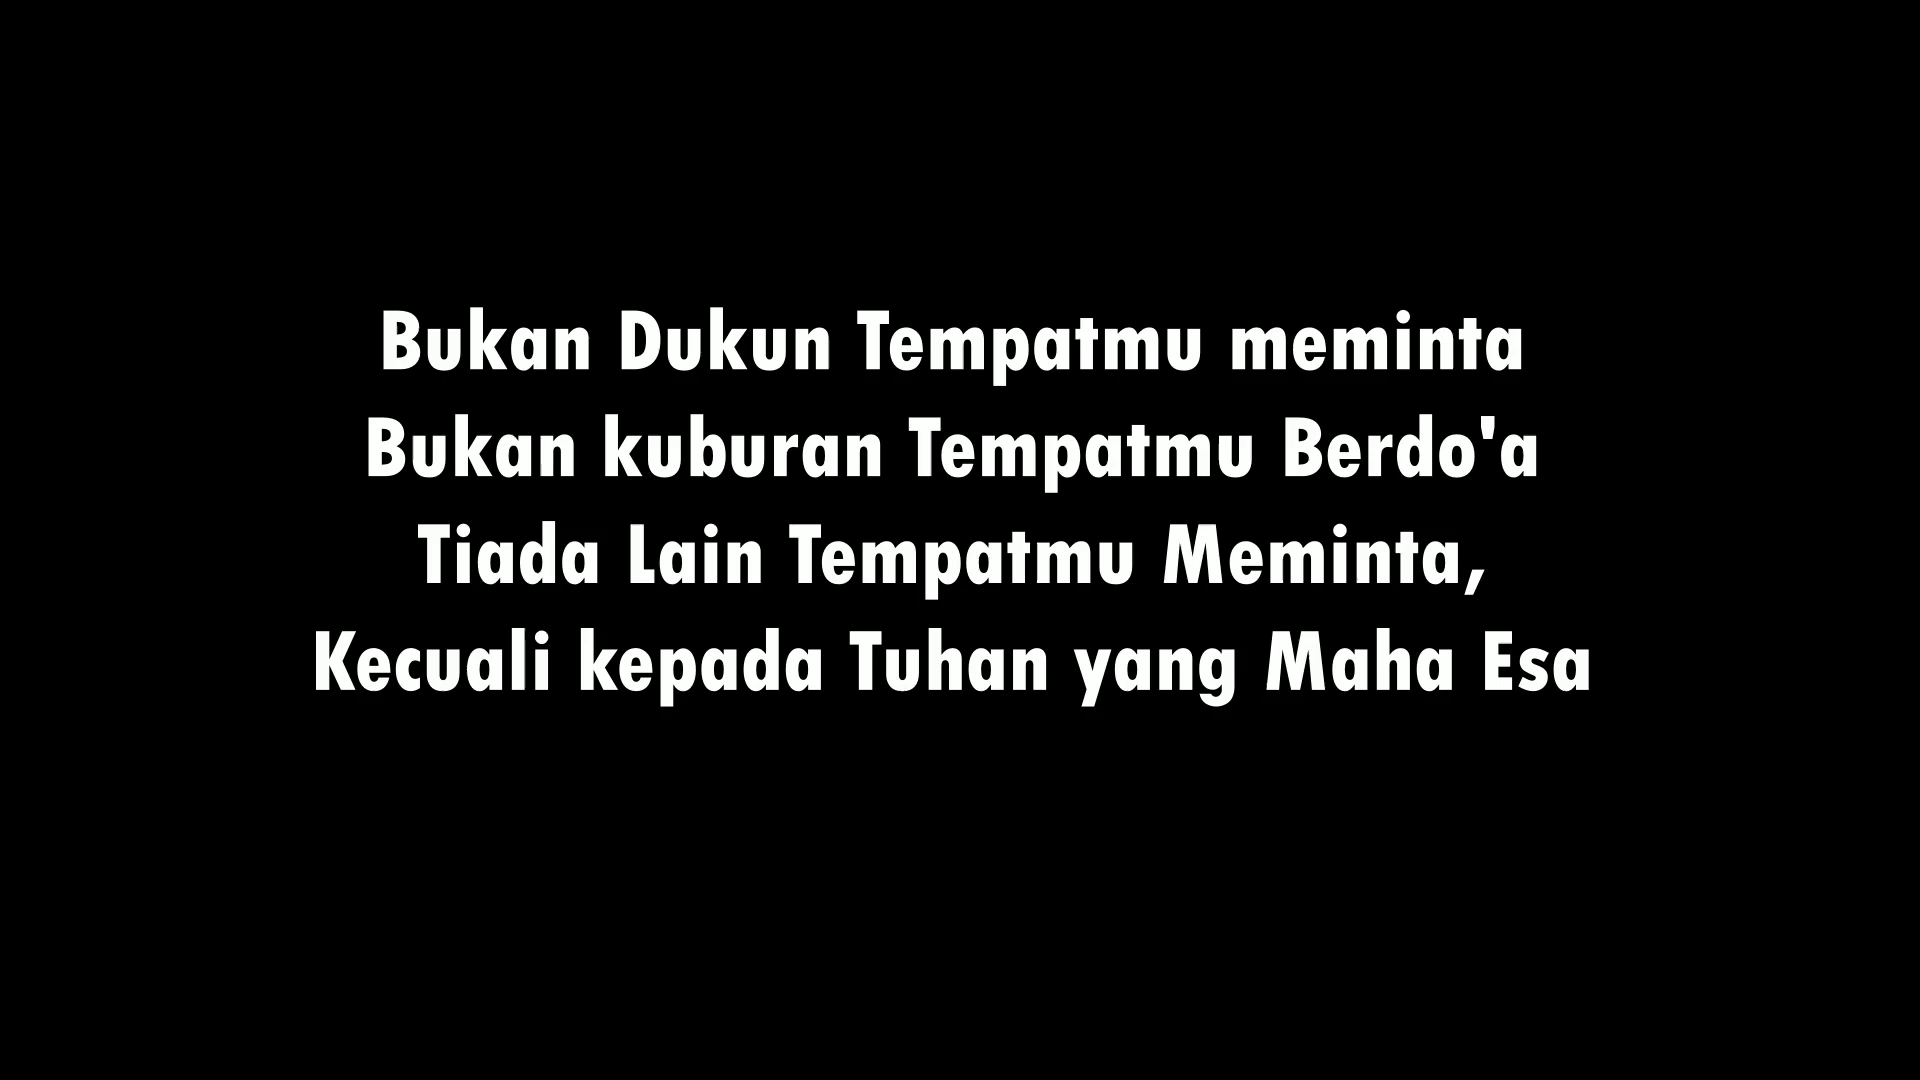 Bukan Dukun Tempatmu meminta
Bukan kuburan Tempatmu Berdo'a
Tiada Lain Tempatmu Meminta,
Kecuali kepada Tuhan yang Maha Esa